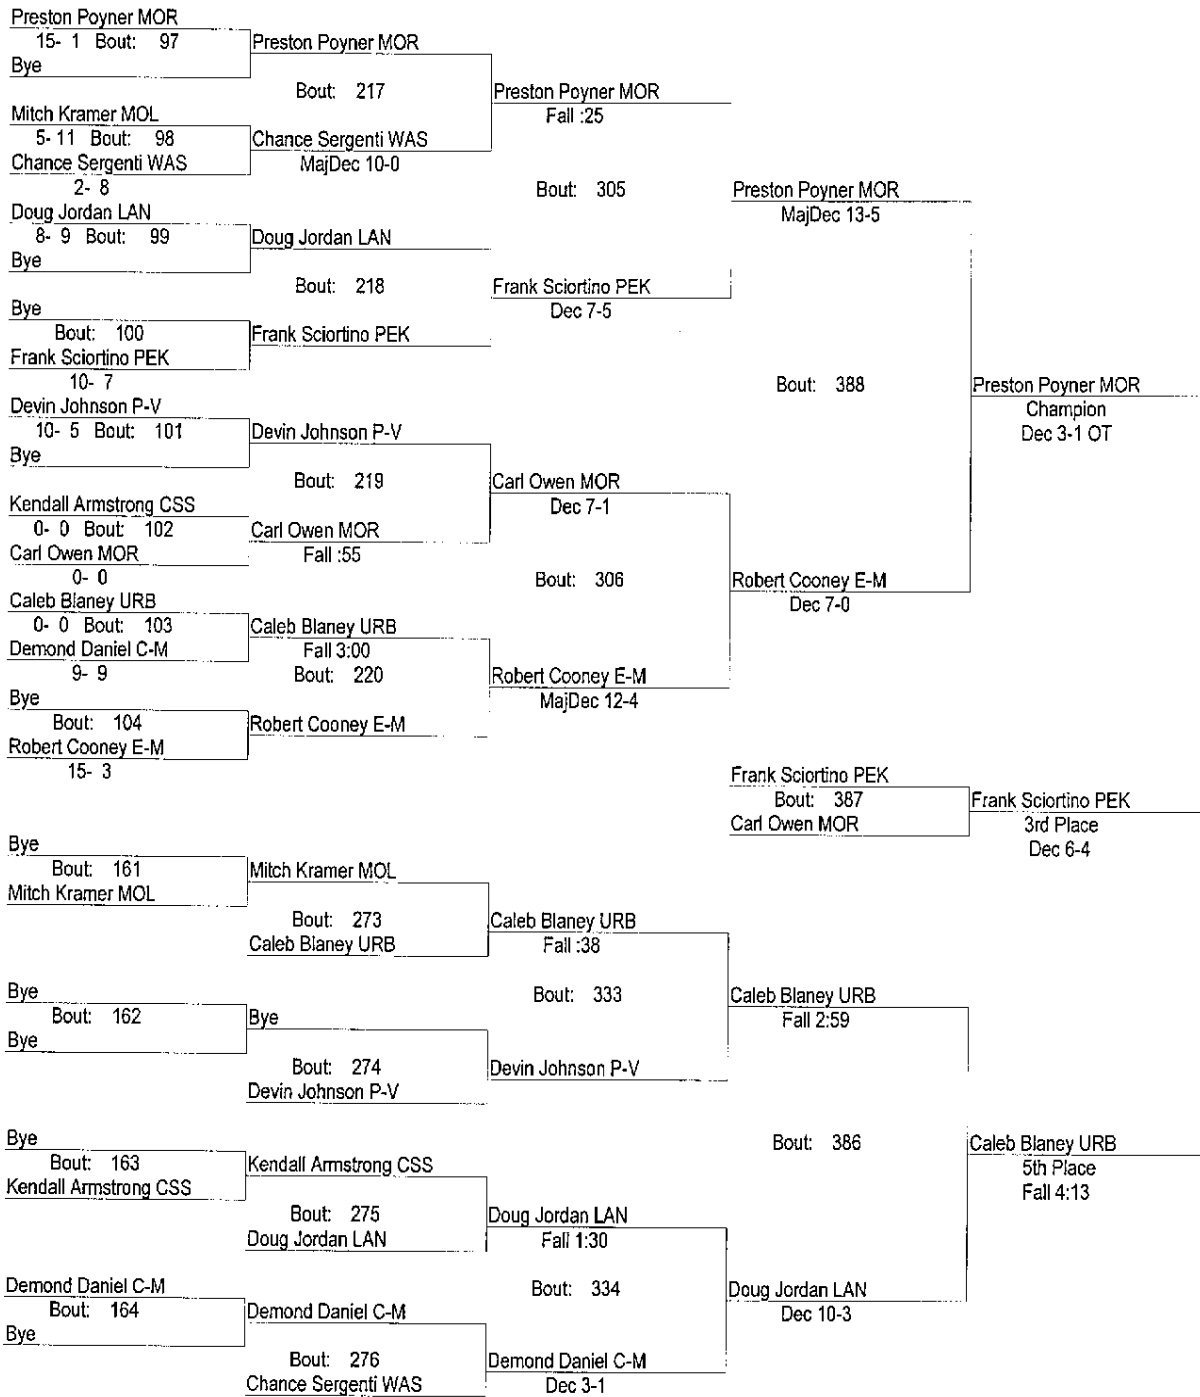 Preston Poyner MOR
15- 1 Bout: 97
Bye
Preston Poyner MOR
Bout: 217
Mitch Kramer MOL
5- 11 Bout: 98
Chance Sergenti WAS
2- 8
Chance Sergenti WAS
MajDec 10-0
Preston Poyner MOR
Fall :25
Doug Jordan LAN
8- 9 Bout: 99
Bye
Doug Jordan LAN
Bout: 218
Bye
Bout: 100
Frank Sciortino PEK
10- 7
Frank Sciortino PEK
Frank Sciortino PEK
Dec 7-5
Bout: 305
Preston Poyner MOR
MajDec 13-5
Devin Johnson P-V
10- 5 Bout: 101
Bye
Devin Johnson P-V
Bout: 219
Kendall Armstrong CSS
0- 0 Bout: 102
Carl Owen MOR
0- 0
Carl Owen MOR
Fall :55
Carl Owen MOR
Dec 7-1
Caleb Blaney URB
0- 0 Bout: 103
Demond Daniel C-M
9- 9
Caleb Blaney URB
Fall 3:00
Bout: 220
Bye
Bout: 104
Robert Cooney E-M
15- 3
Robert Cooney E-M
Robert Cooney E-M
MajDec 12-4
Bout: 306
Robert Cooney E-M
Dec 7-0
Bout: 388
Preston Poyner MOR
Champion
Dec 3-1 OT
Frank Sciortino PEK
Bout: 387
Carl Owen MOR
Frank Sciortino PEK
3rd Place
Dec 6-4
Bye
Bout: 161
Mitch Kramer MOL
Mitch Kramer MOL
Bout: 273
Caleb Blaney URB
Caleb Blaney URB
Fall :38
Bye
Bout: 162
Bye
Bye
Bout: 274
Devin Johnson P-V
Devin Johnson P-V
Bout: 333
Caleb Blaney URB
Fall 2:59
Bye
Bout: 163
Kendall Armstrong CSS
Kendall Armstrong CSS
Bout: 275
Doug Jordan LAN
Doug Jordan LAN
Fall 1:30
Demond Daniel C-M
Bout: 164
Bye
Demond Daniel C-M
Bout: 276
Chance Sergenti WAS
Demond Daniel C-M
Dec 3-1
Bout: 334
Doug Jordan LAN
Dec 10-3
Bout: 386
Caleb Blaney URB
5th Place
Fall 4:13